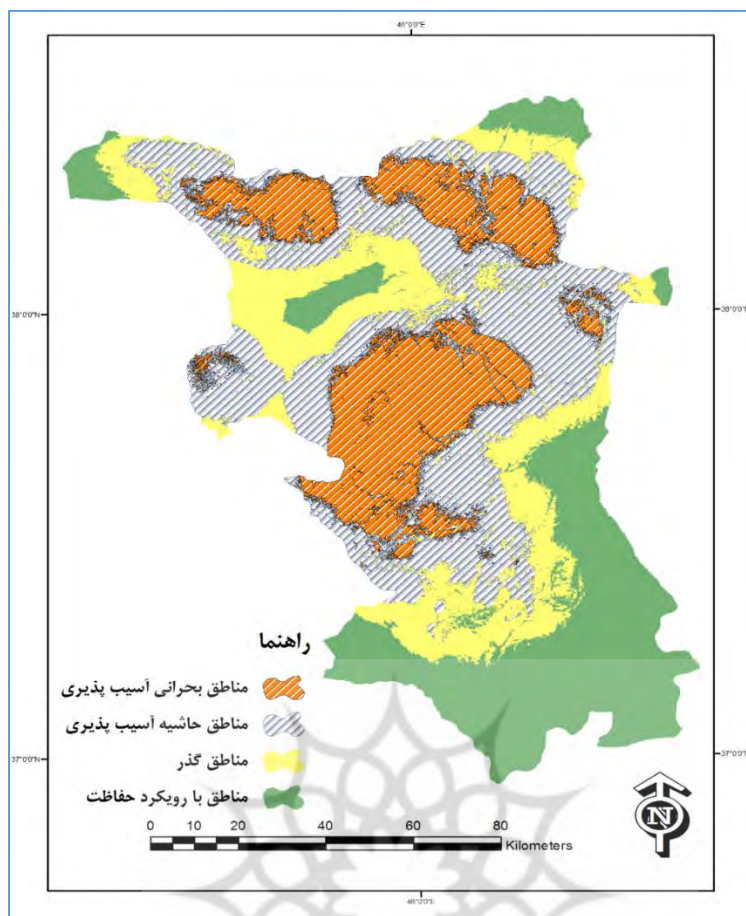 46°0'0"E
38°0'0"N
38°0'0"N
راهنما
مناطق بحرانی آسیب پذیری
مناطق حاشیه آسیب پذیری
مناطق گذر
مناطق با رویکرد حفاظت
37°0'0"N
37°0'0"N
N
0 10 20 40 60 80
Kilometers
46°0'0"E